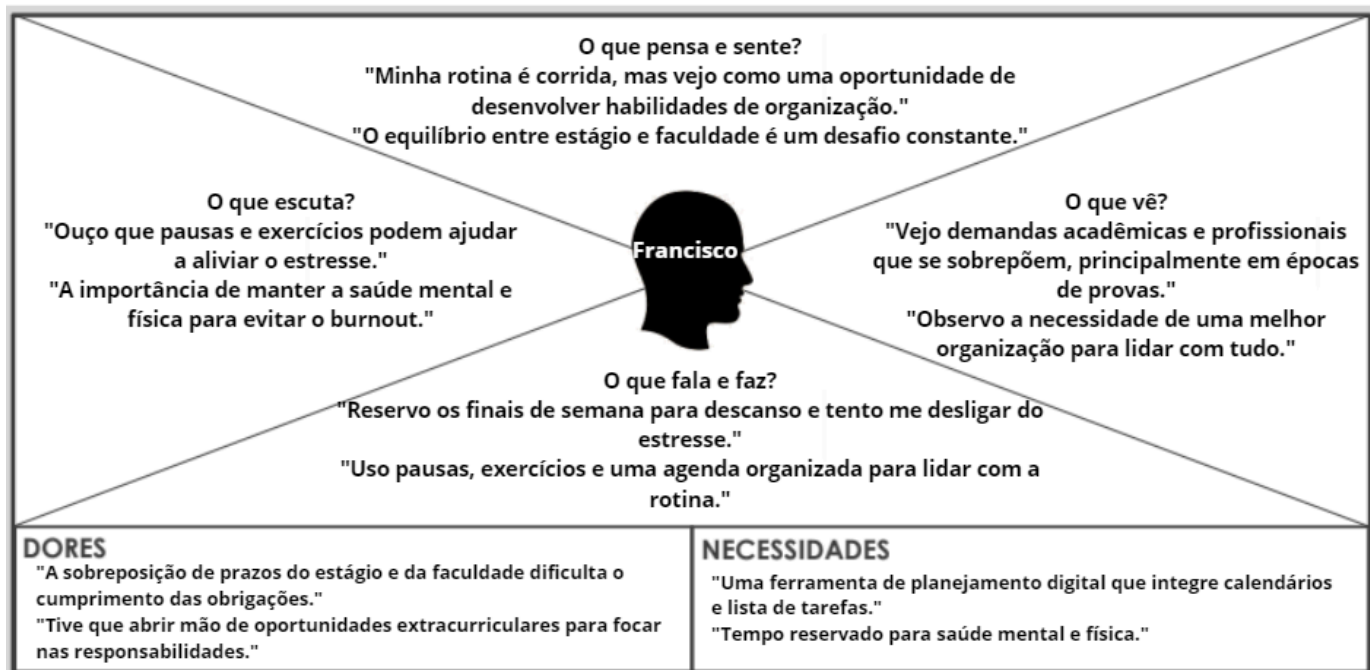 O que pensa e sente?
"Minha rotina é corrida, mas vejo como uma oportunidade de
desenvolver habilidades de organização."
"O equilíbrio entre estágio e faculdade é um desafio constante."
O que escuta?
"Ouço que pausas e exercícios podem ajudar
a aliviar o estresse."
"A importância de manter a saúde mental e
física para evitar o burnout."
Francisco
O que vê?
"Vejo demandas acadêmicas e profissionais
que se sobrepõem, principalmente em épocas
de provas."
"Observo a necessidade de uma melhor
organização para lidar com tudo."
O que fala e faz?
"Reservo os finais de semana para descanso e tento me desligar do
estresse."
"Uso pausas, exercícios e uma agenda organizada para lidar com a
rotina."
DORES
"A sobreposição de prazos do estágio e da faculdade dificulta o
cumprimento das obrigações."
"Tive que abrir mão de oportunidades extracurriculares para focar
nas responsabilidades."
NECESSIDADES
"Uma ferramenta de planejamento digital que integre calendários
e lista de tarefas."
"Tempo reservado para saúde mental e física."